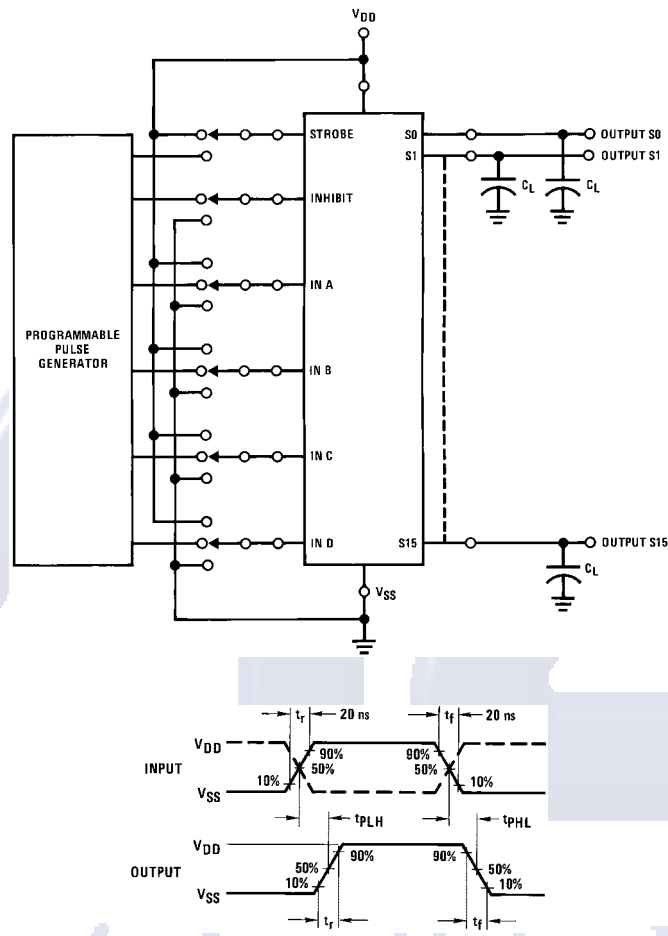 VDD
STROBE S0 OUTPUT S0
S1 OUTPUT S1
CL CL
INHIBIT
IN A
PROGRAMMABLE
PULSE
GENERATOR
IN B
IN C
IN D S15 OUTPUT S15
CL
VSS
tr 20 ns tf 20 ns
VDD
90% 90%
INPUT 50% 50%
10% 10%
VSS
tPLH tPHL
VDD
90% 90%
50% 50%
OUTPUT
10% 10%
VSS
tr tf